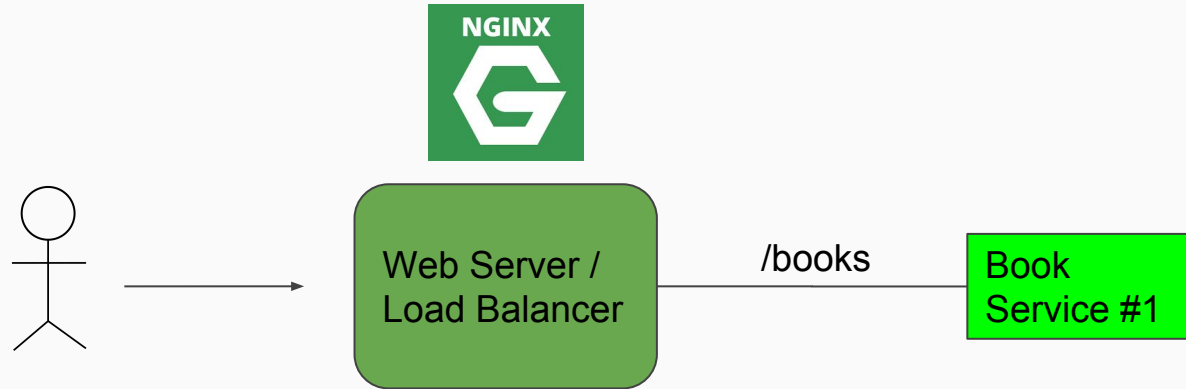 NGINX
Web Server /
Load Balancer
/books
Book
Service #1